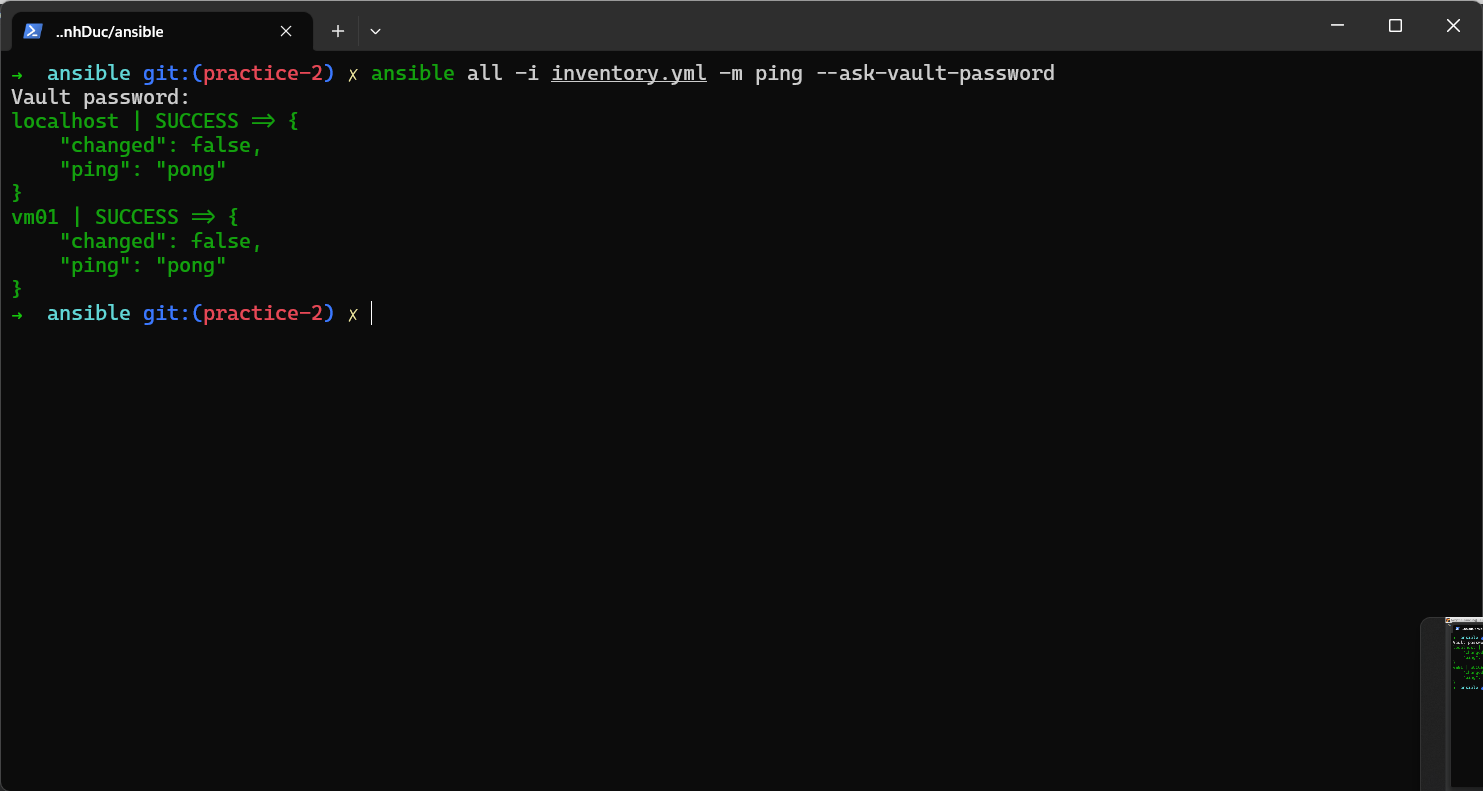 ..nhDuc/ansible
→ ansible git:(practice-2) ✗ ansible all -i inventory.yml -m ping --ask-vault-password
Vault password:
localhost | SUCCESS => {
    "changed": false,
    "ping": "pong"
}
vm01 | SUCCESS => {
    "changed": false,
    "ping": "pong"
}
→ ansible git:(practice-2) ✗